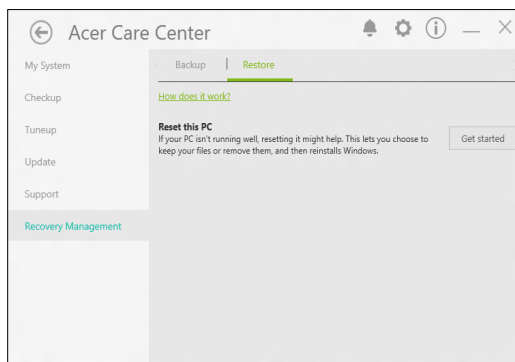 Acer Care Center
My System
Checkup
Tuneup
Update
Support
Recovery Management
Backup | Restore
How does it work?
Reset this PC
If your PC isn't running well, resetting it might help. This lets you choose to
keep your files or remove them, and then reinstalls Windows.
Get started